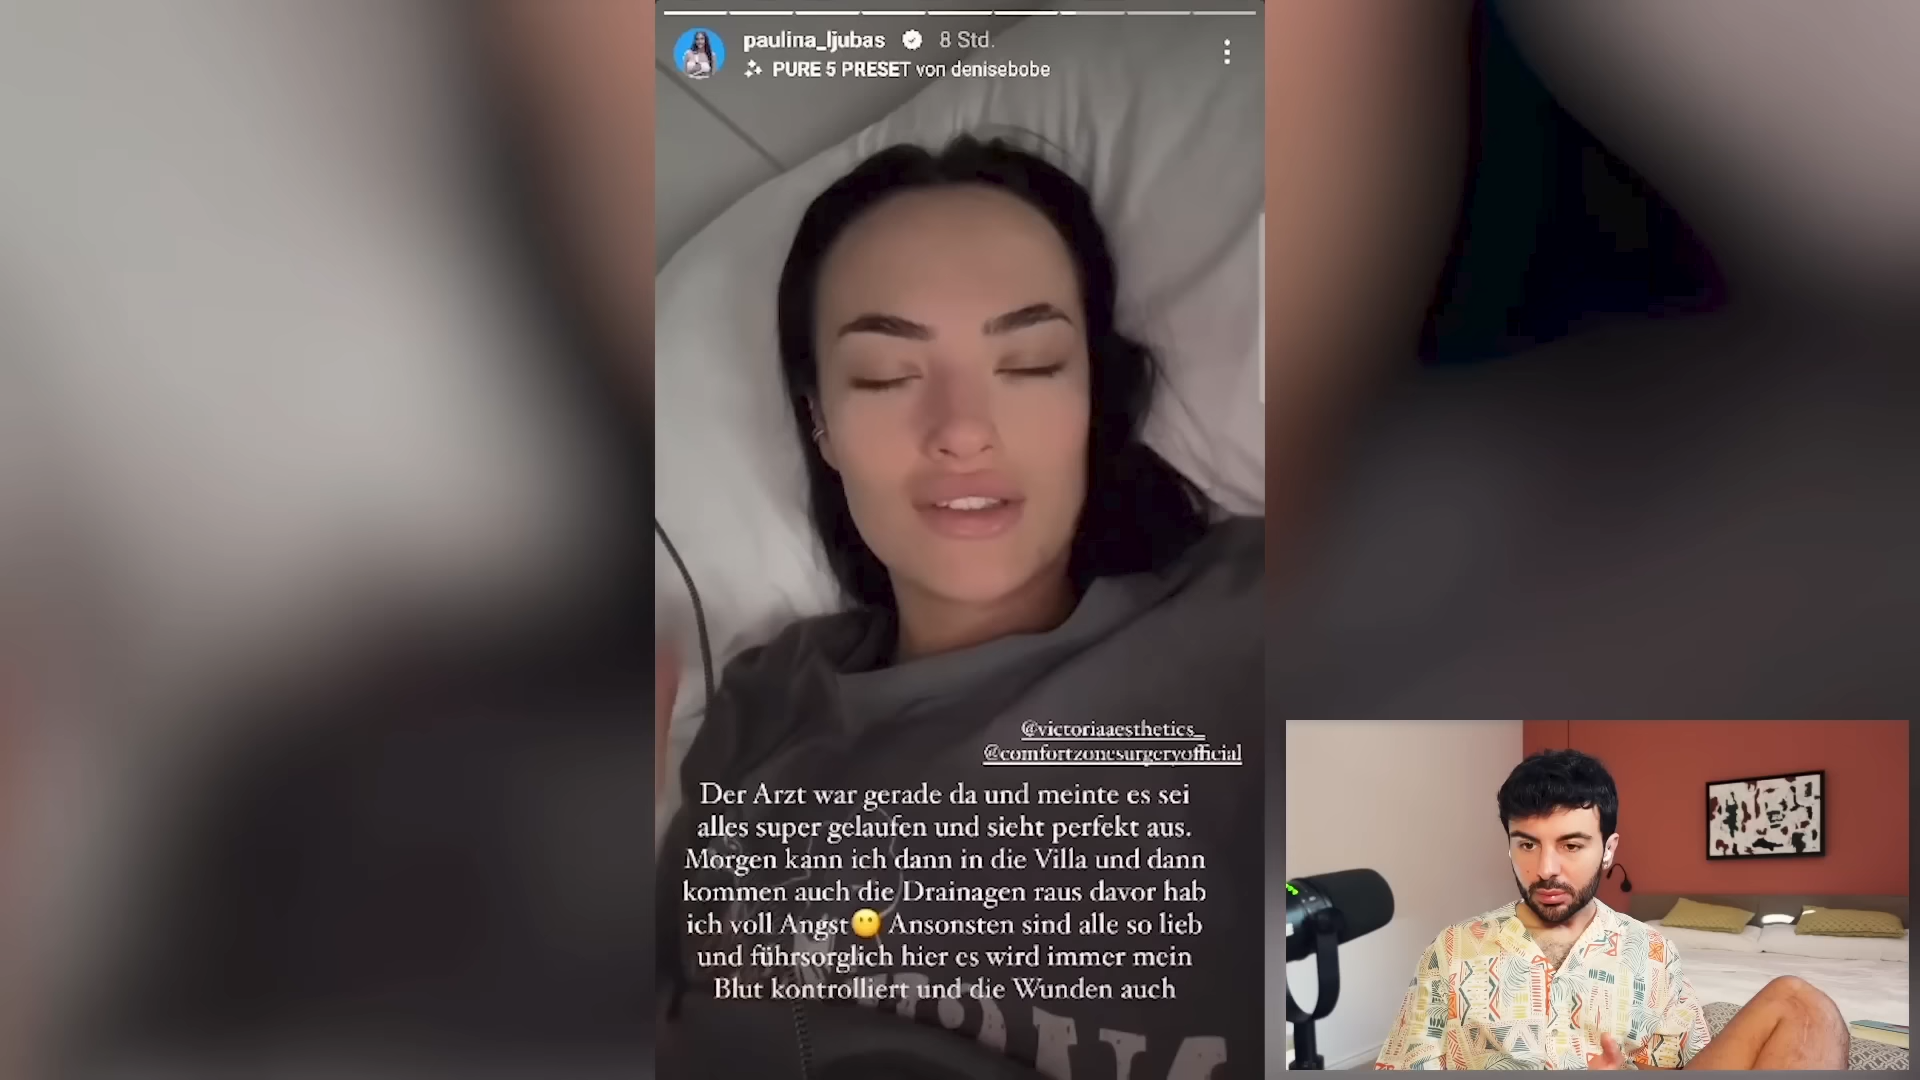 paulina_ljubas 8 Std.
PURE 5 PRESET von denisebobe
@victoriaaesthetics_
@comfortzonesurgeryofficial
Der Arzt war gerade da und meinte es sei
alles super gelaufen und sieht perfekt aus.
Morgen kann ich dann in die Villa und dann
kommen auch die Drainagen raus davor hab
ich voll Angst😶 Ansonsten sind alle so lieb
und führsorglich hier es wird immer mein
Blut kontrolliert und die Wunden auch